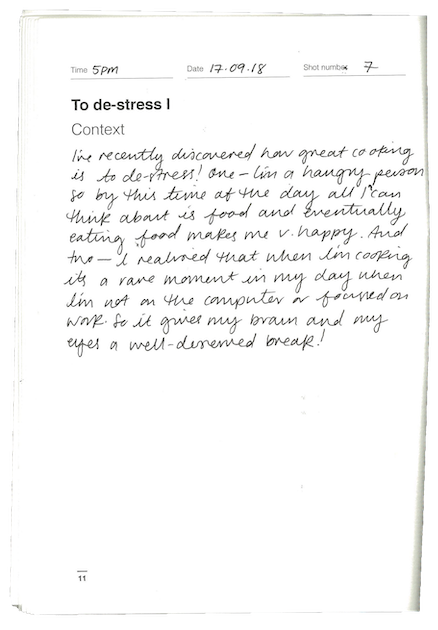 Time 5PM Date 17.09.18 Shot number 7
To de-stress I
Context
I've recently discovered how great cooking
is to de-stress! One – I'm a hangry person
so by this time of the day all I can
think about is food and eventually
eating food makes me v. happy. And
two – I realised that when I'm cooking
its a rare moment in my day when
I'm not on the computer or focused on
work. So it gives my brain and my
eyes a well-deserved break!
11